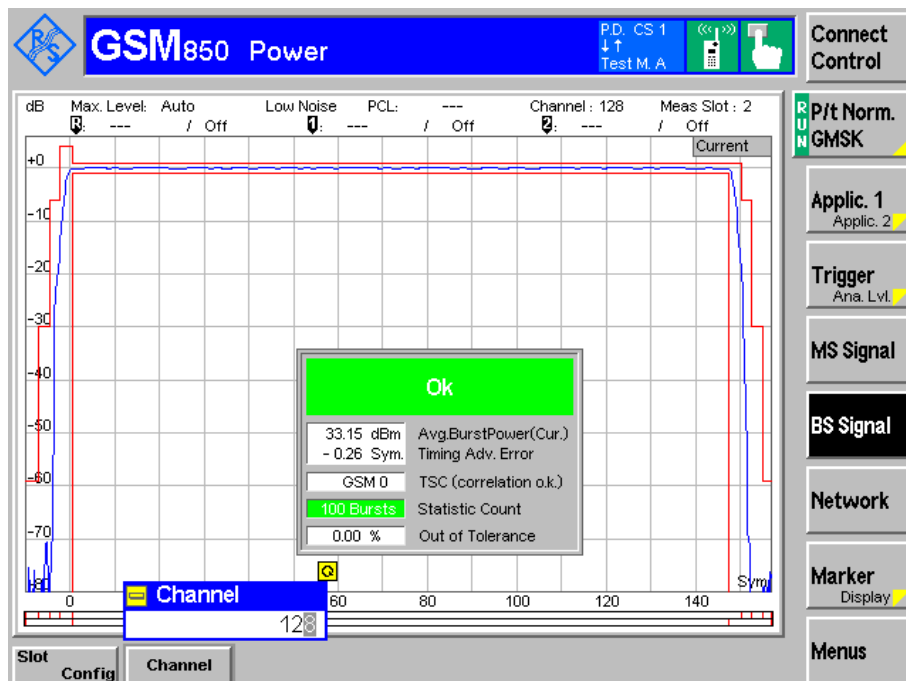 R&S
GSM850 Power
P.D. CS 1
Test M. A
Connect
Control
dB Max. Level: Auto Low Noise PCL: --- Channel : 128 Meas Slot : 2
R: --- / Off 1: --- / Off 2: --- / Off
Current
RUN
P/t Norm.
GMSK
+0
-10
-20
-30
-40
-50
-60
-70
-80
Applic. 1
Applic. 2
Trigger
Ana. Lvl.
MS Signal
BS Signal
Network
Marker
Display
Menus
Ok
33.15 dBm Avg.BurstPower(Cur.)
- 0.26 Sym. Timing Adv. Error
GSM 0 TSC (correlation o.k.)
100 Bursts Statistic Count
0.00 % Out of Tolerance
Sym
0 60 80 100 120 140
Channel
128
Slot
Config
Channel